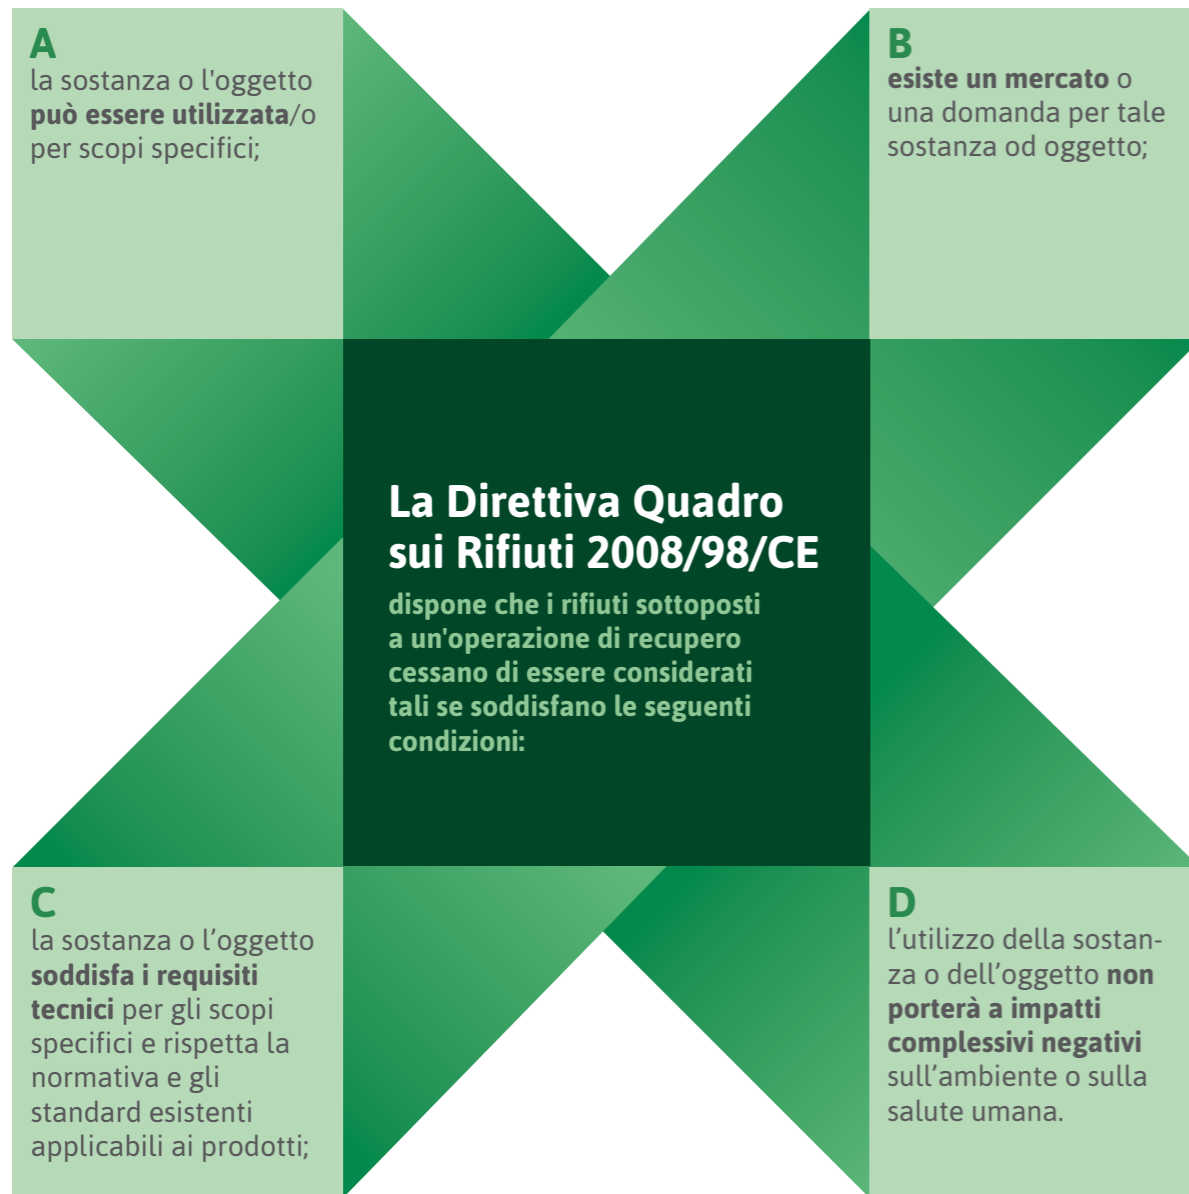 A
la sostanza o l'oggetto
può essere utilizzata/o
per scopi specifici;
B
esiste un mercato o
una domanda per tale
sostanza od oggetto;
La Direttiva Quadro
sui Rifiuti 2008/98/CE
dispone che i rifiuti sottoposti
a un'operazione di recupero
cessano di essere considerati
tali se soddisfano le seguenti
condizioni:
C
la sostanza o l’oggetto
soddisfa i requisiti
tecnici per gli scopi
specifici e rispetta la
normativa e gli
standard esistenti
applicabili ai prodotti;
D
l’utilizzo della sostan-
za o dell’oggetto non
porterà a impatti
complessivi negativi
sull’ambiente o sulla
salute umana.